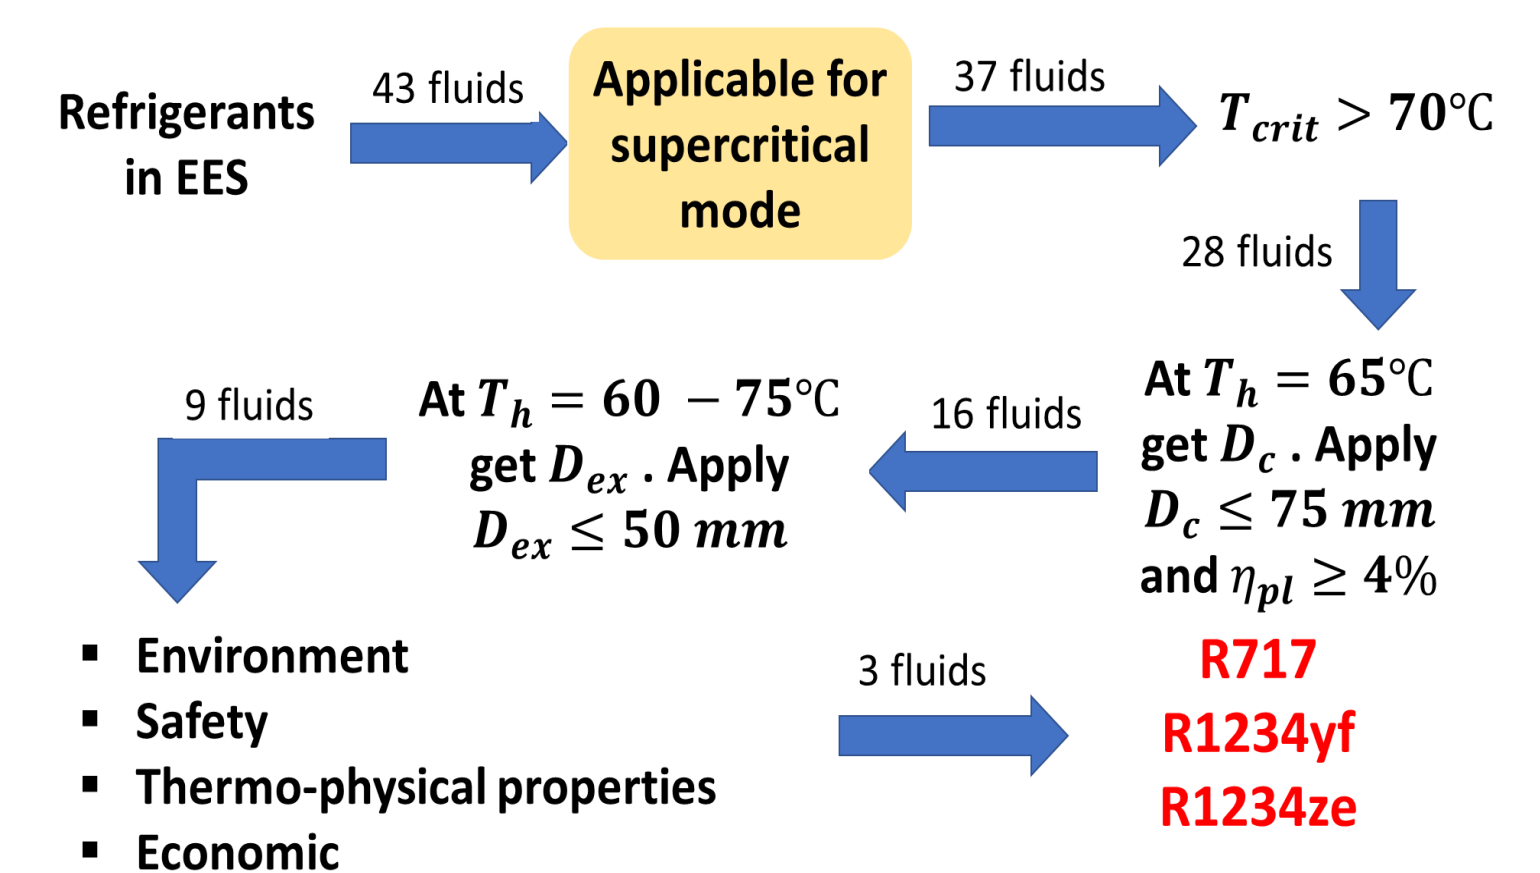 Refrigerants
in EES
43 fluids
Applicable for
supercritical
mode
37 fluids
T_crit > 70°C
28 fluids
At T_h = 65°C
get D_c . Apply
D_c ≤ 75 mm
and η_pl ≥ 4%
16 fluids
At T_h = 60 − 75°C
get D_ex . Apply
D_ex ≤ 50 mm
9 fluids
▪ Environment
▪ Safety
▪ Thermo-physical properties
▪ Economic
3 fluids
R717
R1234yf
R1234ze